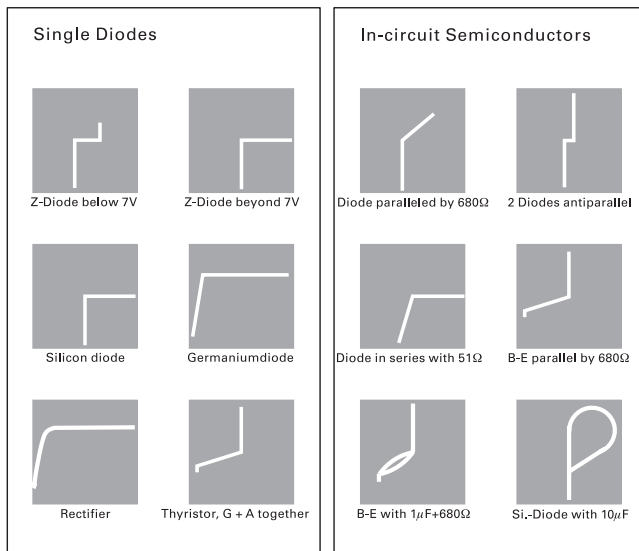 Single Diodes
Z-Diode below 7V
Z-Diode beyond 7V
Silicon diode
Germaniumdiode
Rectifier
Thyristor, G + A together
In-circuit Semiconductors
Diode paralleled by 680Ω
2 Diodes antiparallel
Diode in series with 51Ω
B-E parallel by 680Ω
B-E with 1µF+680Ω
Si.-Diode with 10µF